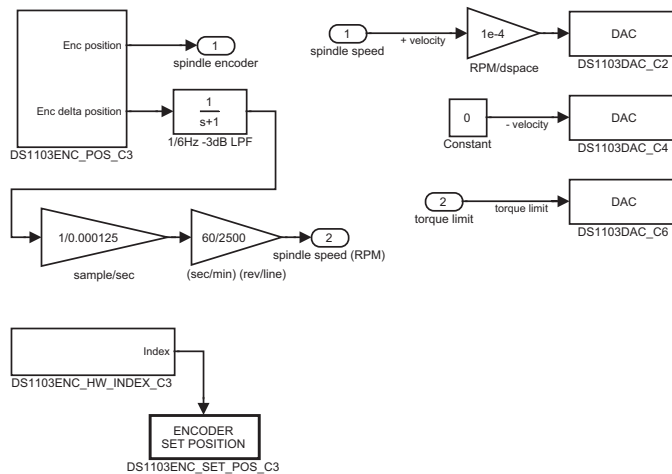 Enc position
1
spindle encoder
Enc delta position
1
s+1
1/6Hz -3dB LPF
DS1103ENC_POS_C3
1/0.000125
sample/sec
60/2500
(sec/min) (rev/line)
2
spindle speed (RPM)
Index
DS1103ENC_HW_INDEX_C3
ENCODER
SET POSITION
DS1103ENC_SET_POS_C3
1
spindle speed
+ velocity
1e-4
RPM/dspace
DAC
DS1103DAC_C2
0
Constant
- velocity
DAC
DS1103DAC_C4
2
torque limit
torque limit
DAC
DS1103DAC_C6